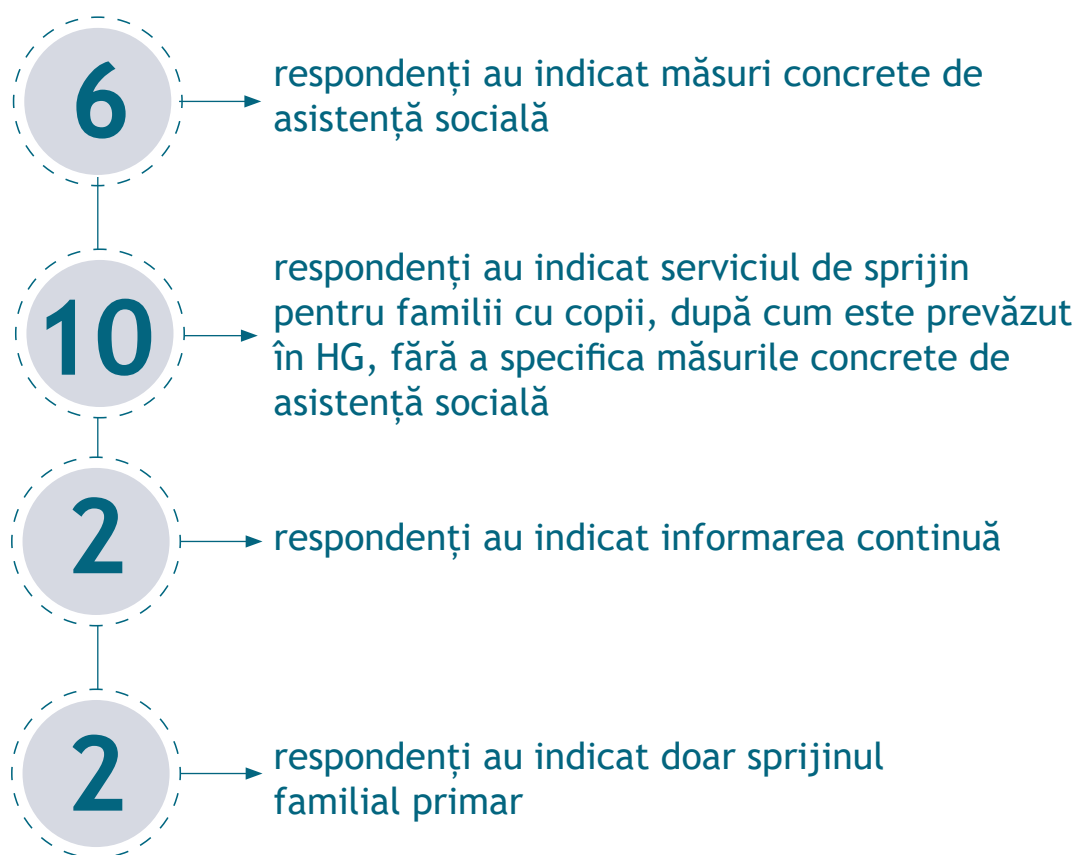 6
respondenți au indicat măsuri concrete de
asistență socială
10
respondenți au indicat serviciul de sprijin
pentru familii cu copii, după cum este prevăzut
în HG, fără a specifica măsurile concrete de
asistență socială
2
respondenți au indicat informarea continuă
2
respondenți au indicat doar sprijinul
familial primar